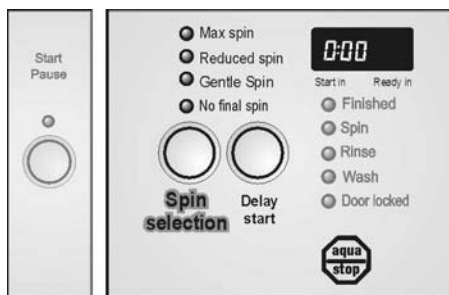 Start
Pause
Max spin
Reduced spin
Gentle Spin
No final spin
Spin
selection
Delay
start
0:00
Start in Ready in
Finished
Spin
Rinse
Wash
Door locked
aqua
stop